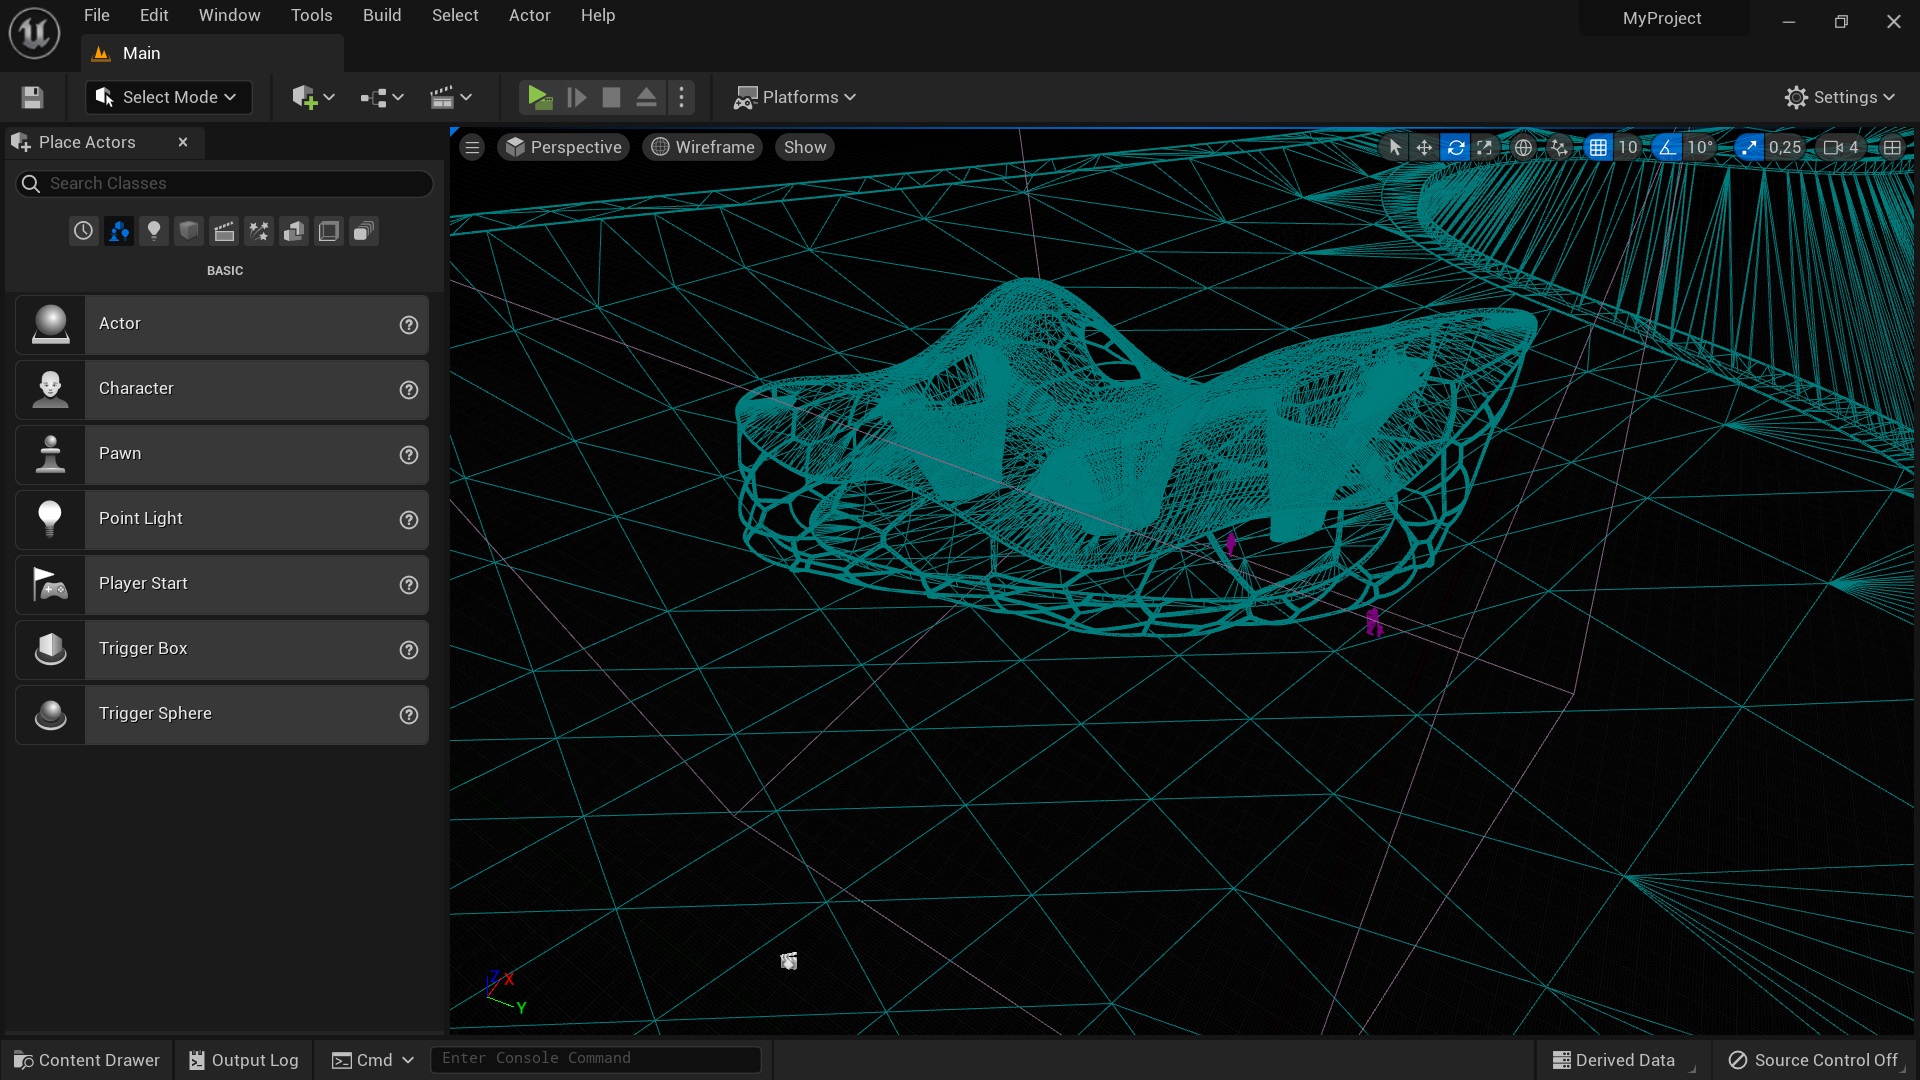 File Edit Window Tools Build Select Actor Help
MyProject
Main
Select Mode
Platforms
Settings
Place Actors
Search Classes
BASIC
Actor
Character
Pawn
Point Light
Player Start
Trigger Box
Trigger Sphere
Perspective Wireframe Show
10 10° 0,25 4
Z X
Y
Content Drawer Output Log Cmd Enter Console Command
Derived Data Source Control Off